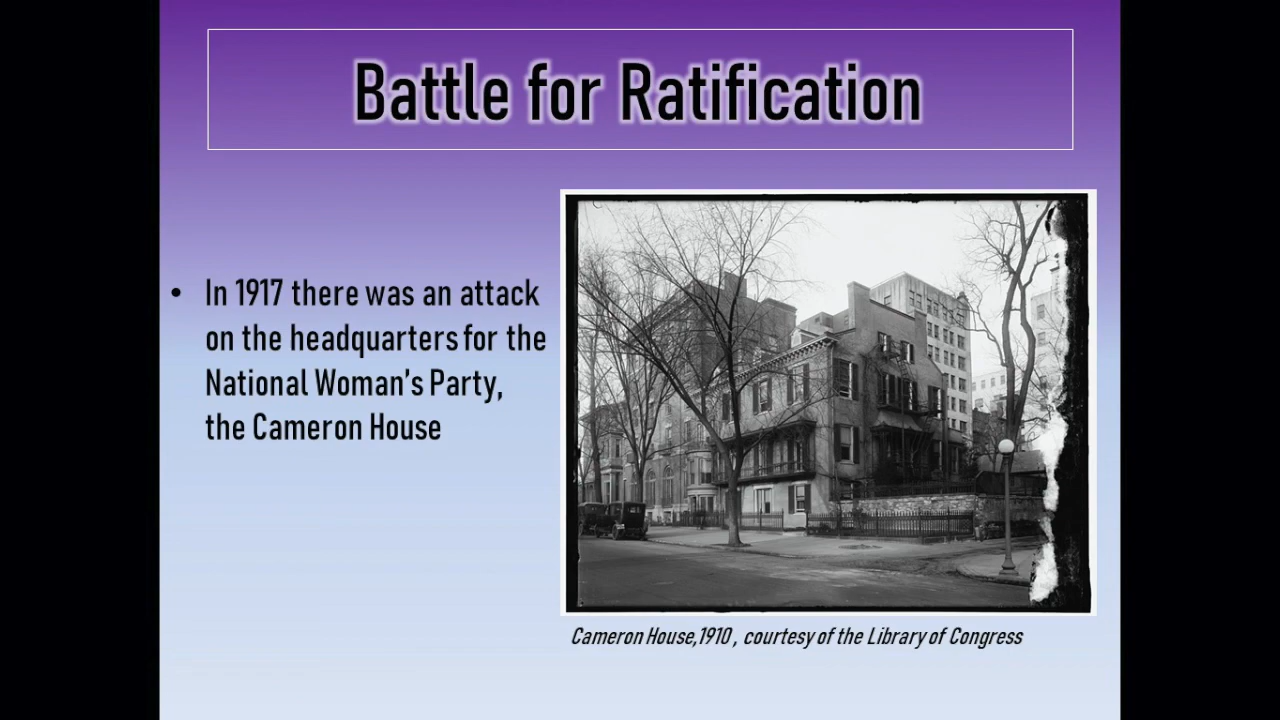 Battle for Ratification
• In 1917 there was an attack
on the headquarters for the
National Woman's Party,
the Cameron House
Cameron House,1910 , courtesy of the Library of Congress